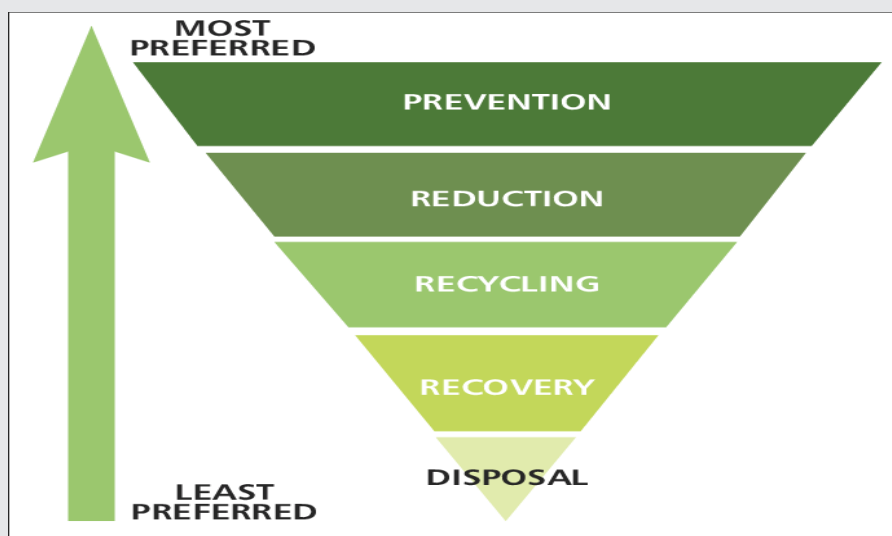 MOST
PREFERRED
PREVENTION
REDUCTION
RECYCLING
RECOVERY
DISPOSAL
LEAST
PREFERRED